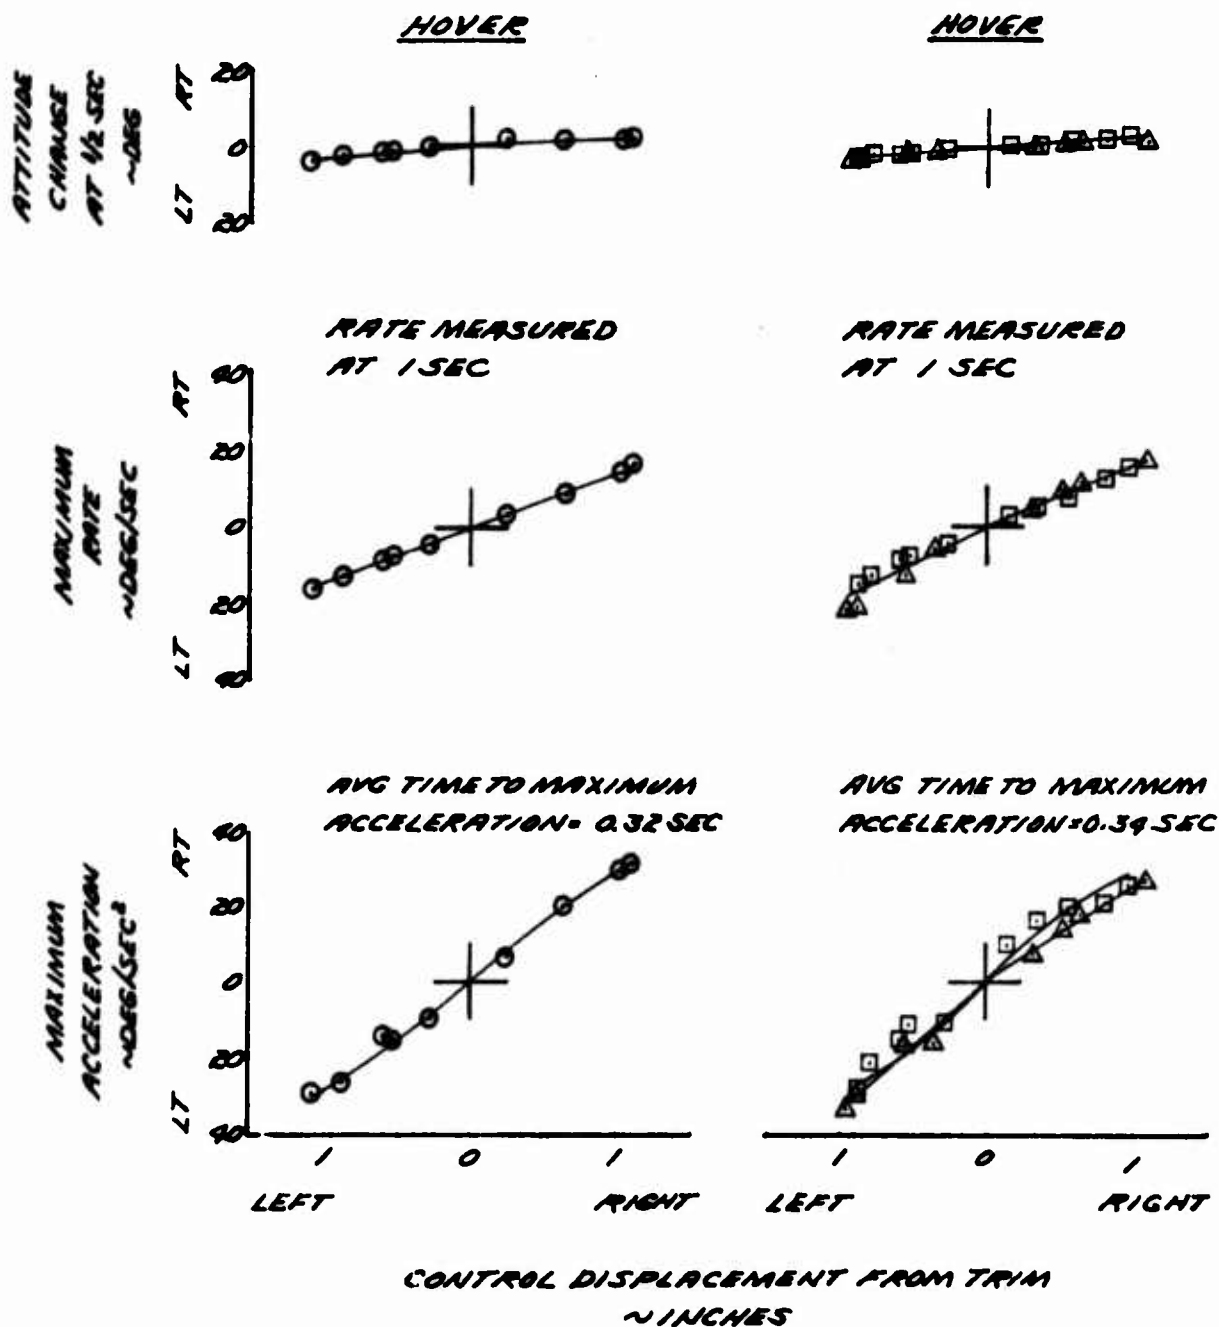 HOVER
HOVER
ATTITUDE
CHANGE
AT 1/2 SEC
~DEG
RT
LT
20
0
20
RATE MEASURED
AT 1 SEC
RATE MEASURED
AT 1 SEC
MAXIMUM
RATE
~DEG/SEC
RT
LT
40
20
0
20
40
AVG TIME TO MAXIMUM
ACCELERATION= 0.32 SEC
AVG TIME TO MAXIMUM
ACCELERATION=0.34 SEC
MAXIMUM
ACCELERATION
~DEG/SEC²
RT
LT
40
20
0
20
40
1 0 1
1 0 1
LEFT RIGHT
LEFT RIGHT
CONTROL DISPLACEMENT FROM TRIM
~INCHES